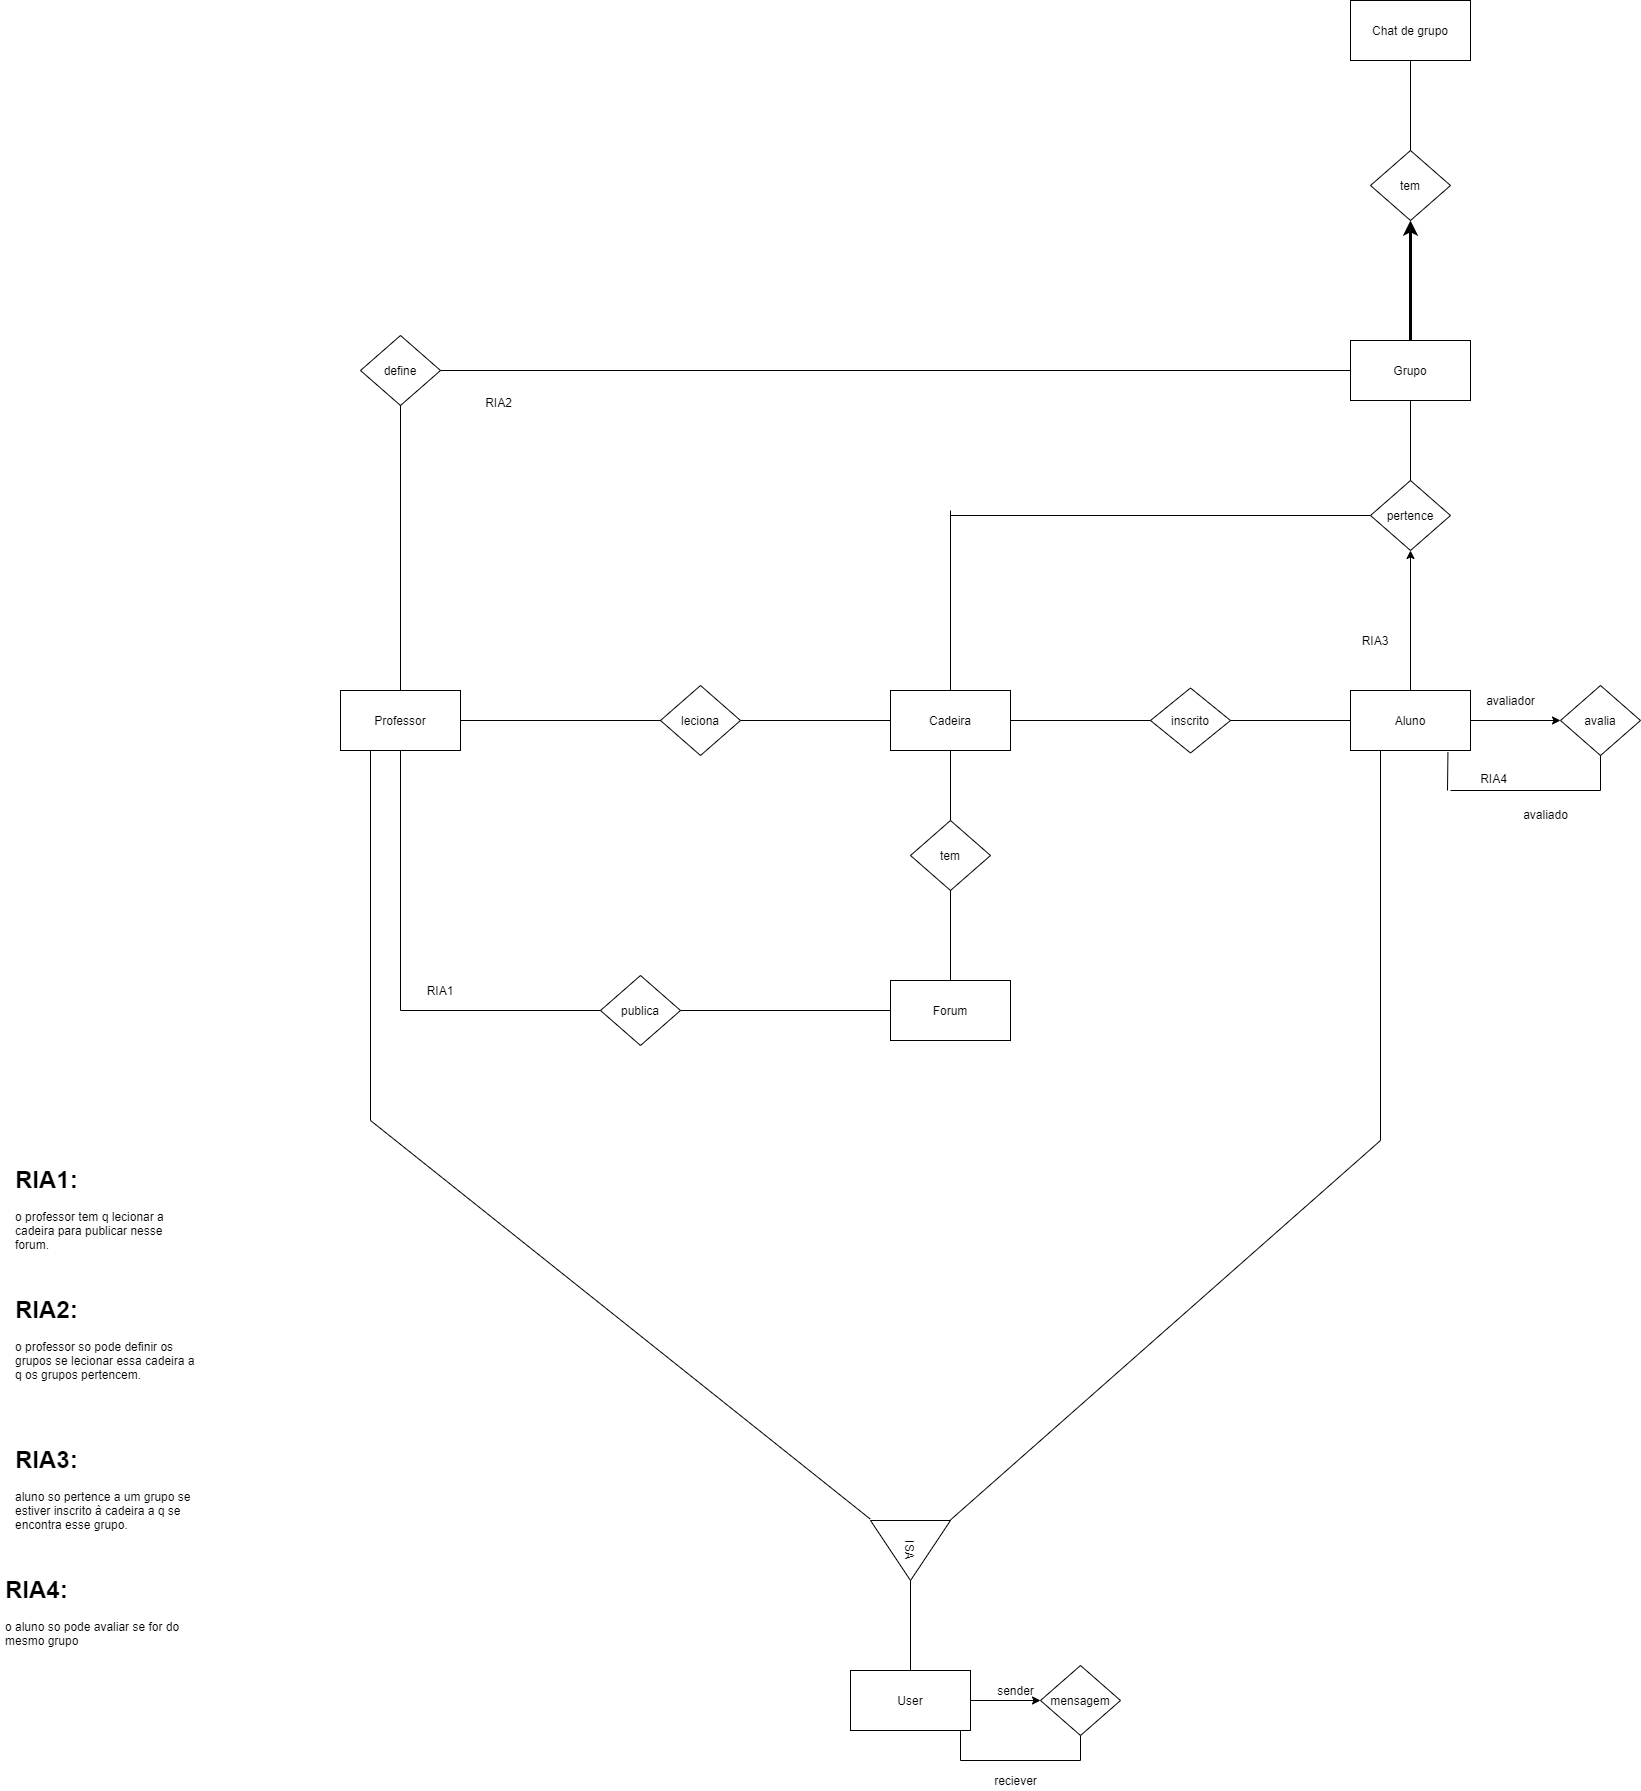 Chat de grupo
tem
define
Grupo
RIA2
pertence
RIA3
Professor
leciona
Cadeira
inscrito
Aluno
avaliador
avalia
RIA4
avaliado
tem
RIA1
publica
Forum
RIA1:
o professor tem q lecionar a
cadeira para publicar nesse
forum.
RIA2:
o professor so pode definir os
grupos se lecionar essa cadeira a
q os grupos pertencem.
RIA3:
aluno so pertence a um grupo se
estiver inscrito à cadeira a q se
encontra esse grupo.
ISA
RIA4:
o aluno so pode avaliar se for do
mesmo grupo
User
sender
mensagem
reciever